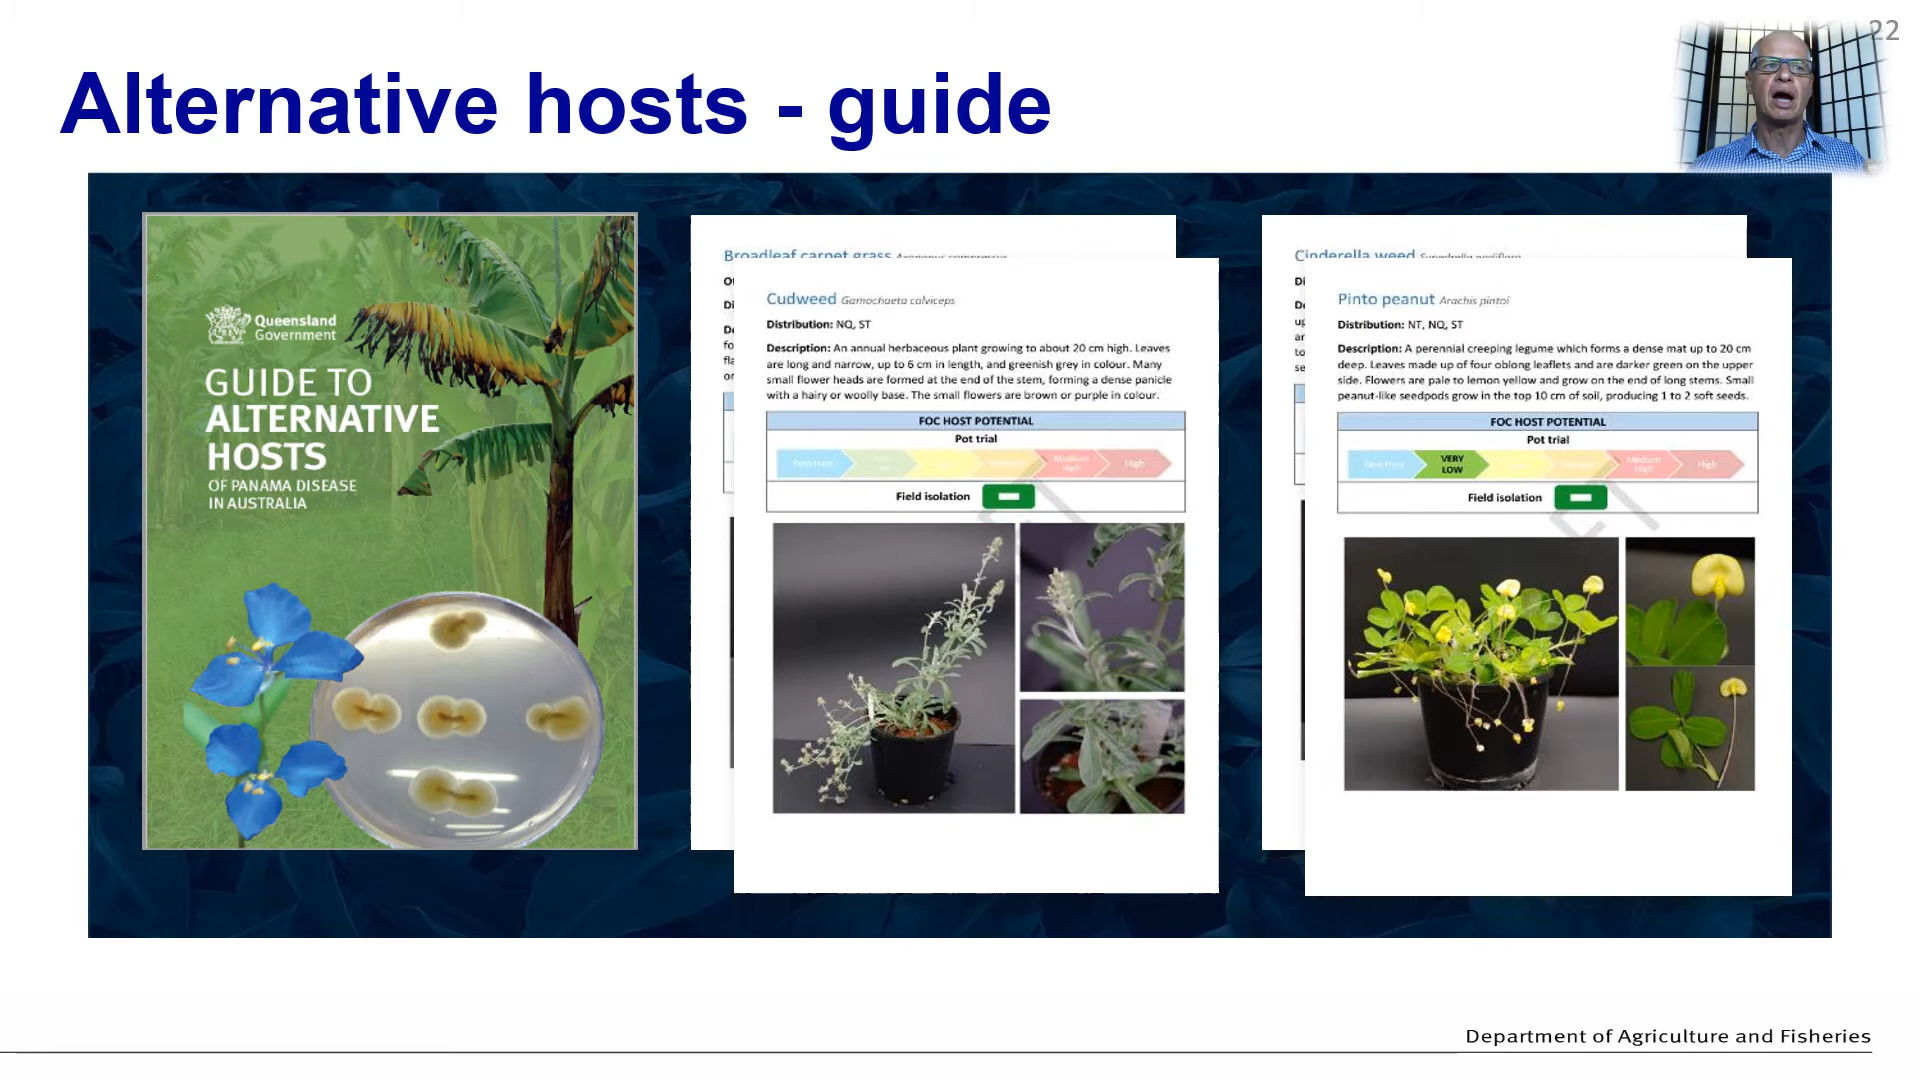 22
Alternative hosts - guide
Queensland
Government
GUIDE TO
ALTERNATIVE
HOSTS
OF PANAMA DISEASE
IN AUSTRALIA
Broadleaf carpet grass Axonopus compressus
Cudweed Gamochaeta calviceps
Distribution: NQ, ST
Description: An annual herbaceous plant growing to about 20 cm high. Leaves
are long and narrow, up to 6 cm in length, and greenish grey in colour. Many
small flower heads are formed at the end of the stem, forming a dense panicle
with a hairy or woolly base. The small flowers are brown or purple in colour.
FOC HOST POTENTIAL
Pot trial
Medium
High
High
Field isolation
Cinderella weed Synedrella nodiflora
Pinto peanut Arachis pintoi
Distribution: NT, NQ, ST
Description: A perennial creeping legume which forms a dense mat up to 20 cm
deep. Leaves made up of four oblong leaflets and are darker green on the upper
side. Flowers are pale to lemon yellow and grow on the end of long stems. Small
peanut-like seedpods grow in the top 10 cm of soil, producing 1 to 2 soft seeds.
FOC HOST POTENTIAL
Pot trial
VERY
LOW
Medium
High
High
Field isolation
Department of Agriculture and Fisheries